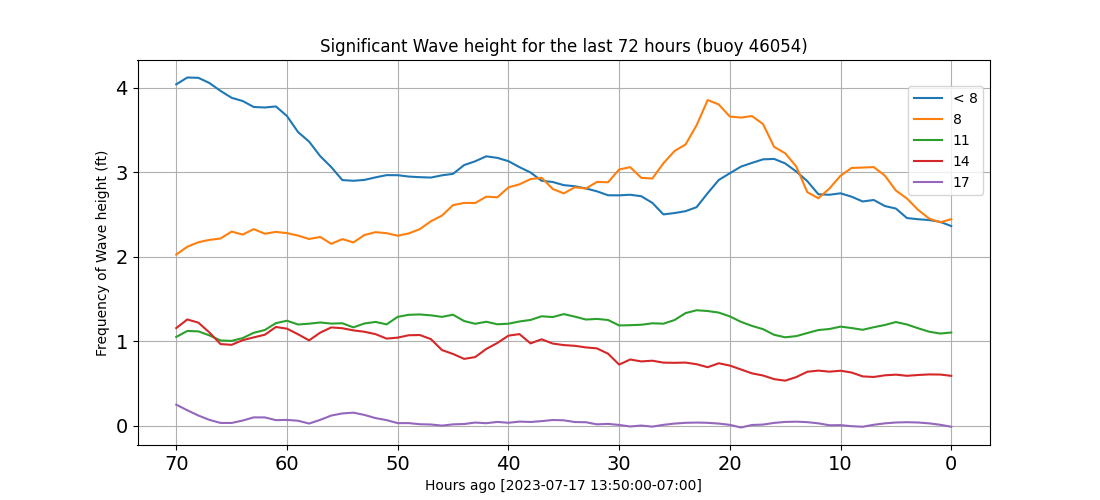 Significant Wave height for the last 72 hours (buoy 46054)
Frequency of Wave height (ft)
4
3
2
1
0
< 8
8
11
14
17
70 60 50 40 30 20 10 0
Hours ago [2023-07-17 13:50:00-07:00]